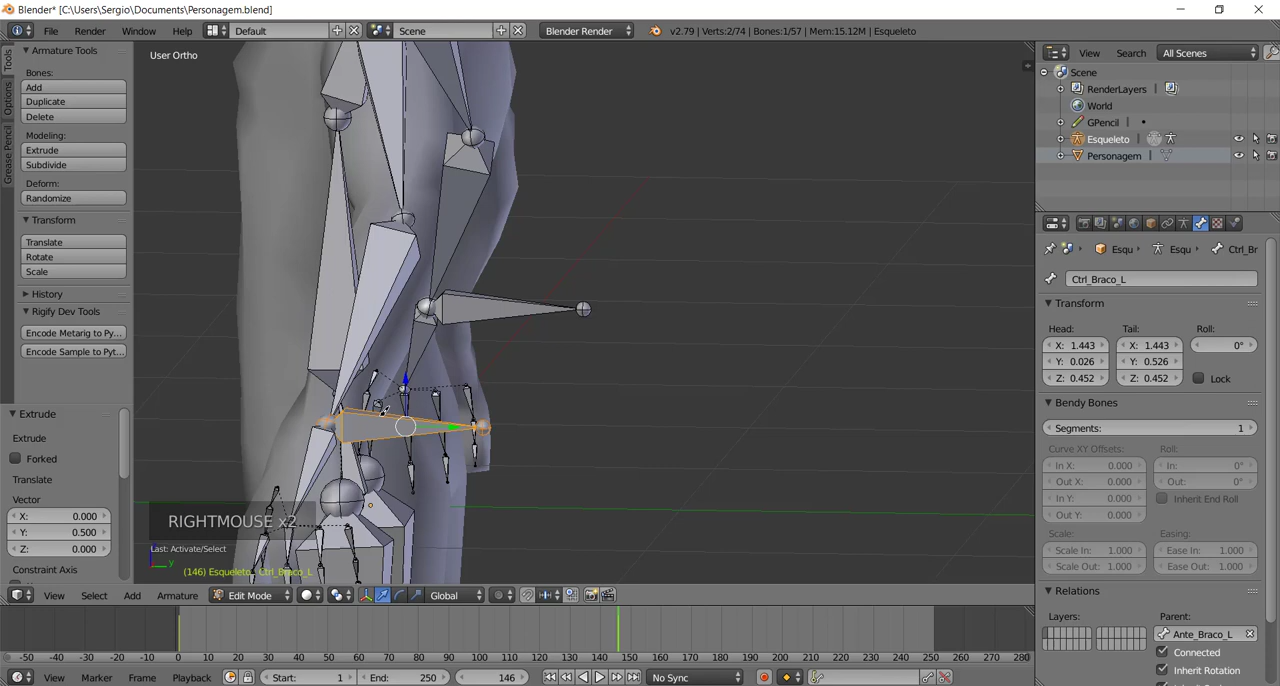 Blender* [C:\Users\Sergio\Documents\Personagem.blend]
File Render Window Help Default Scene Blender Render v2.79 | Verts:2/74 | Bones:1/57 | Mem:15.12M | Esqueleto
View Search All Scenes
Tools
Options
Grease Pencil
Armature Tools
Bones:
Add
Duplicate
Delete
Modeling:
Extrude
Subdivide
Deform:
Randomize
Transform
Translate
Rotate
Scale
History
Rigify Dev Tools
Encode Metarig to Py...
Encode Sample to Pyt...
Extrude
Extrude
Forked
Translate
Vector
X: 0.000
Y: 0.500
Z: 0.000
Constraint Axis
User Ortho
RIGHTMOUSE x2
Last: Activate/Select
y
(146) Esqueleto : Ctrl_Braco_L
View Select Add Armature Edit Mode Global
Scene
RenderLayers
World
GPencil
Esqueleto
Personagem
Esqu Esqu Ctrl_Br
Ctrl_Braco_L
Transform
Head: Tail: Roll:
X: 1.443 X: 1.443 0°
Y: 0.026 Y: 0.526
Z: 0.452 Z: 0.452 Lock
Bendy Bones
Segments: 1
Curve XY Offsets: Roll:
In X: 0.000 In: 0°
Out X: 0.000 Out: 0°
In Y: 0.000 Inherit End Roll
Out Y: 0.000
Scale: Easing:
Scale In: 1.000 Ease In: 1.000
Scale Out: 1.000 Ease Out: 1.000
Relations
Layers: Parent:
Ante_Braco_L
Connected
Inherit Rotation
-50 -40 -30 -20 -10 0 10 20 30 40 50 60 70 80 90 100 110 120 130 140 150 160 170 180 190 200 210 220 230 240 250 260 270 280
View Marker Frame Playback Start: 1 End: 250 146 No Sync